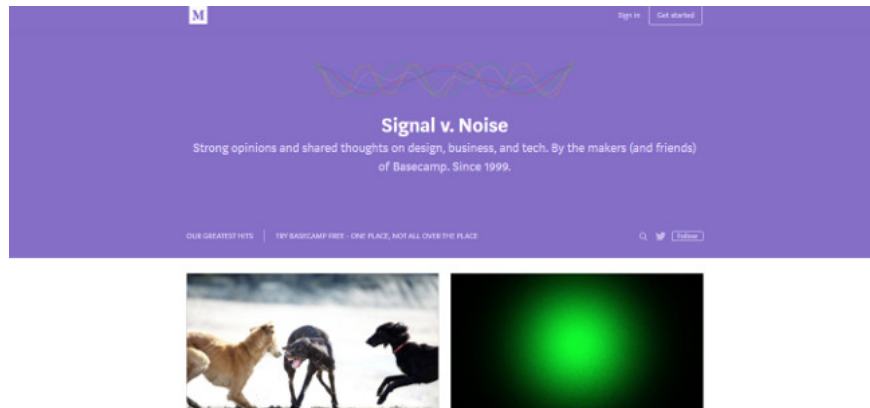 M
Sign in Get started
Signal v. Noise
Strong opinions and shared thoughts on design, business, and tech. By the makers (and friends)
of Basecamp. Since 1999.
OUR GREATEST HITS TRY BASECAMP FREE - ONE PLACE, NOT ALL OVER THE PLACE Follow